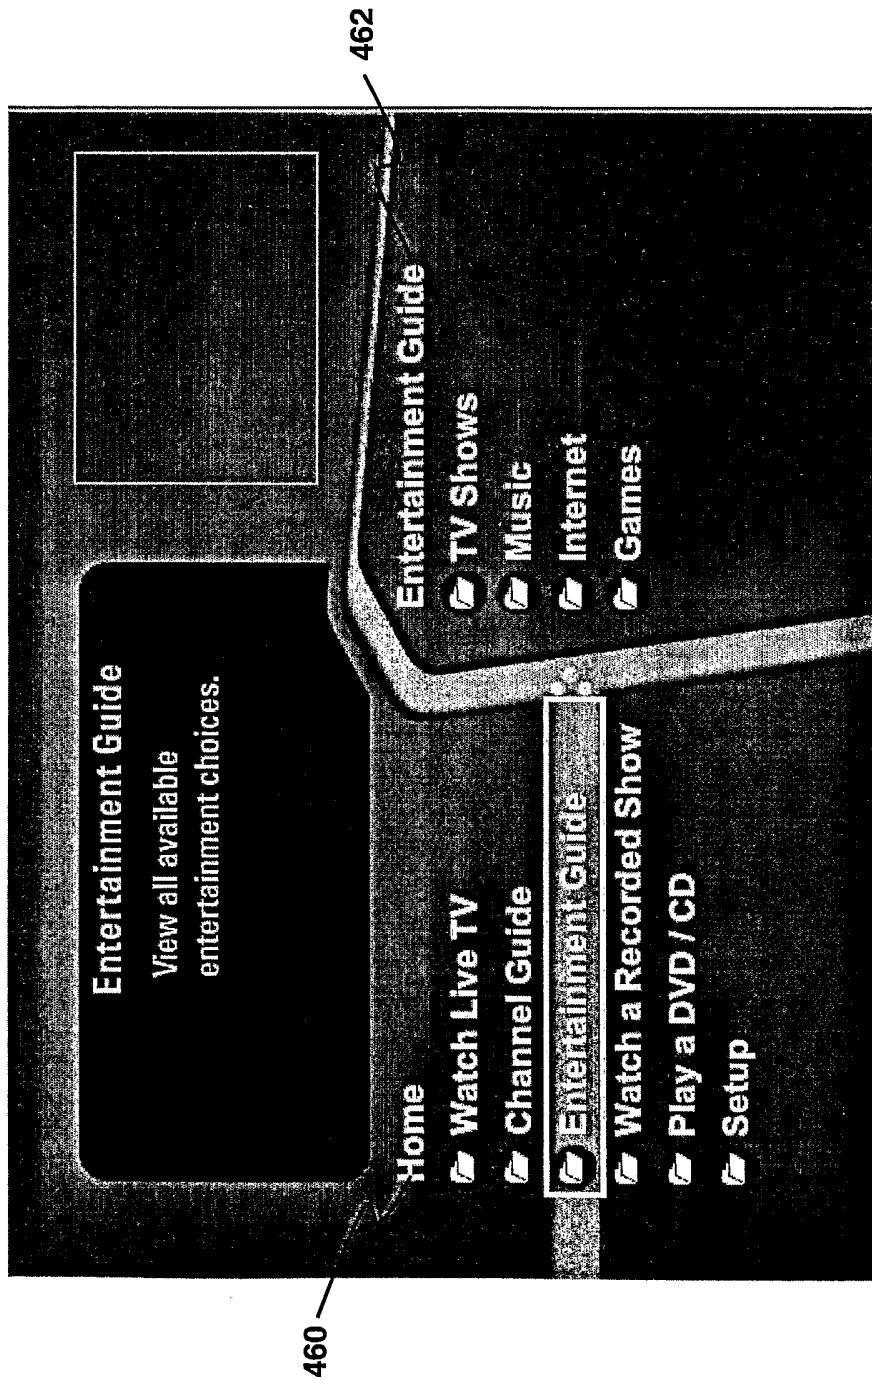 Entertainment Guide
View all available
entertainment choices.
Home
Watch Live TV
Channel Guide
Entertainment Guide
Watch a Recorded Show
Play a DVD / CD
Setup
Entertainment Guide
TV Shows
Music
Internet
Games
460
462